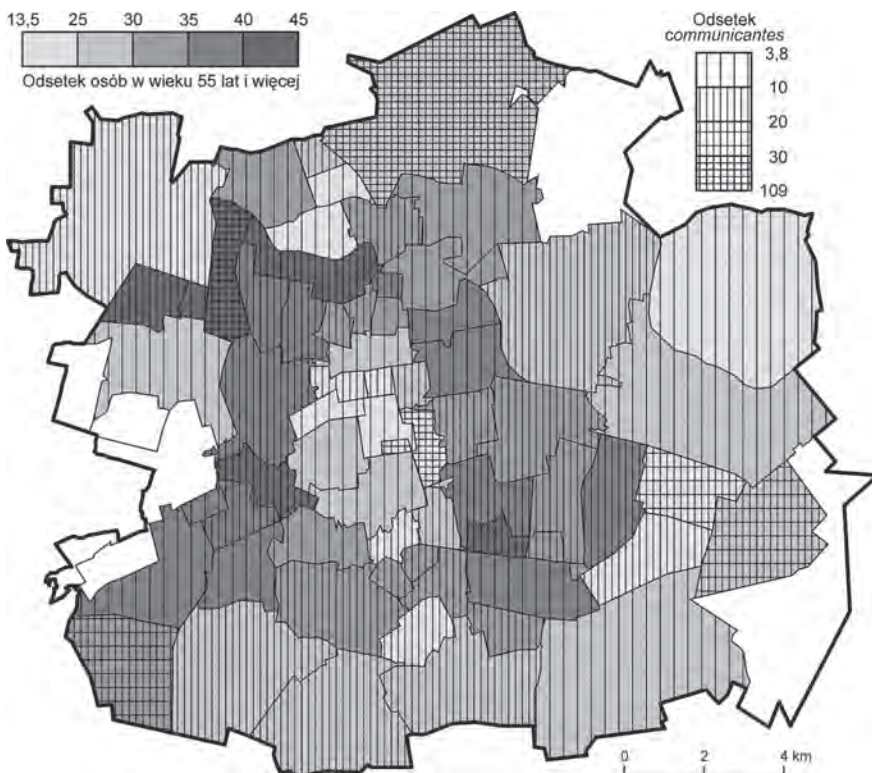 13,5 25 30 35 40 45
Odsetek osób w wieku 55 lat i więcej
Odsetek
communicantes
3,8
10
20
30
109
0 2 4 km